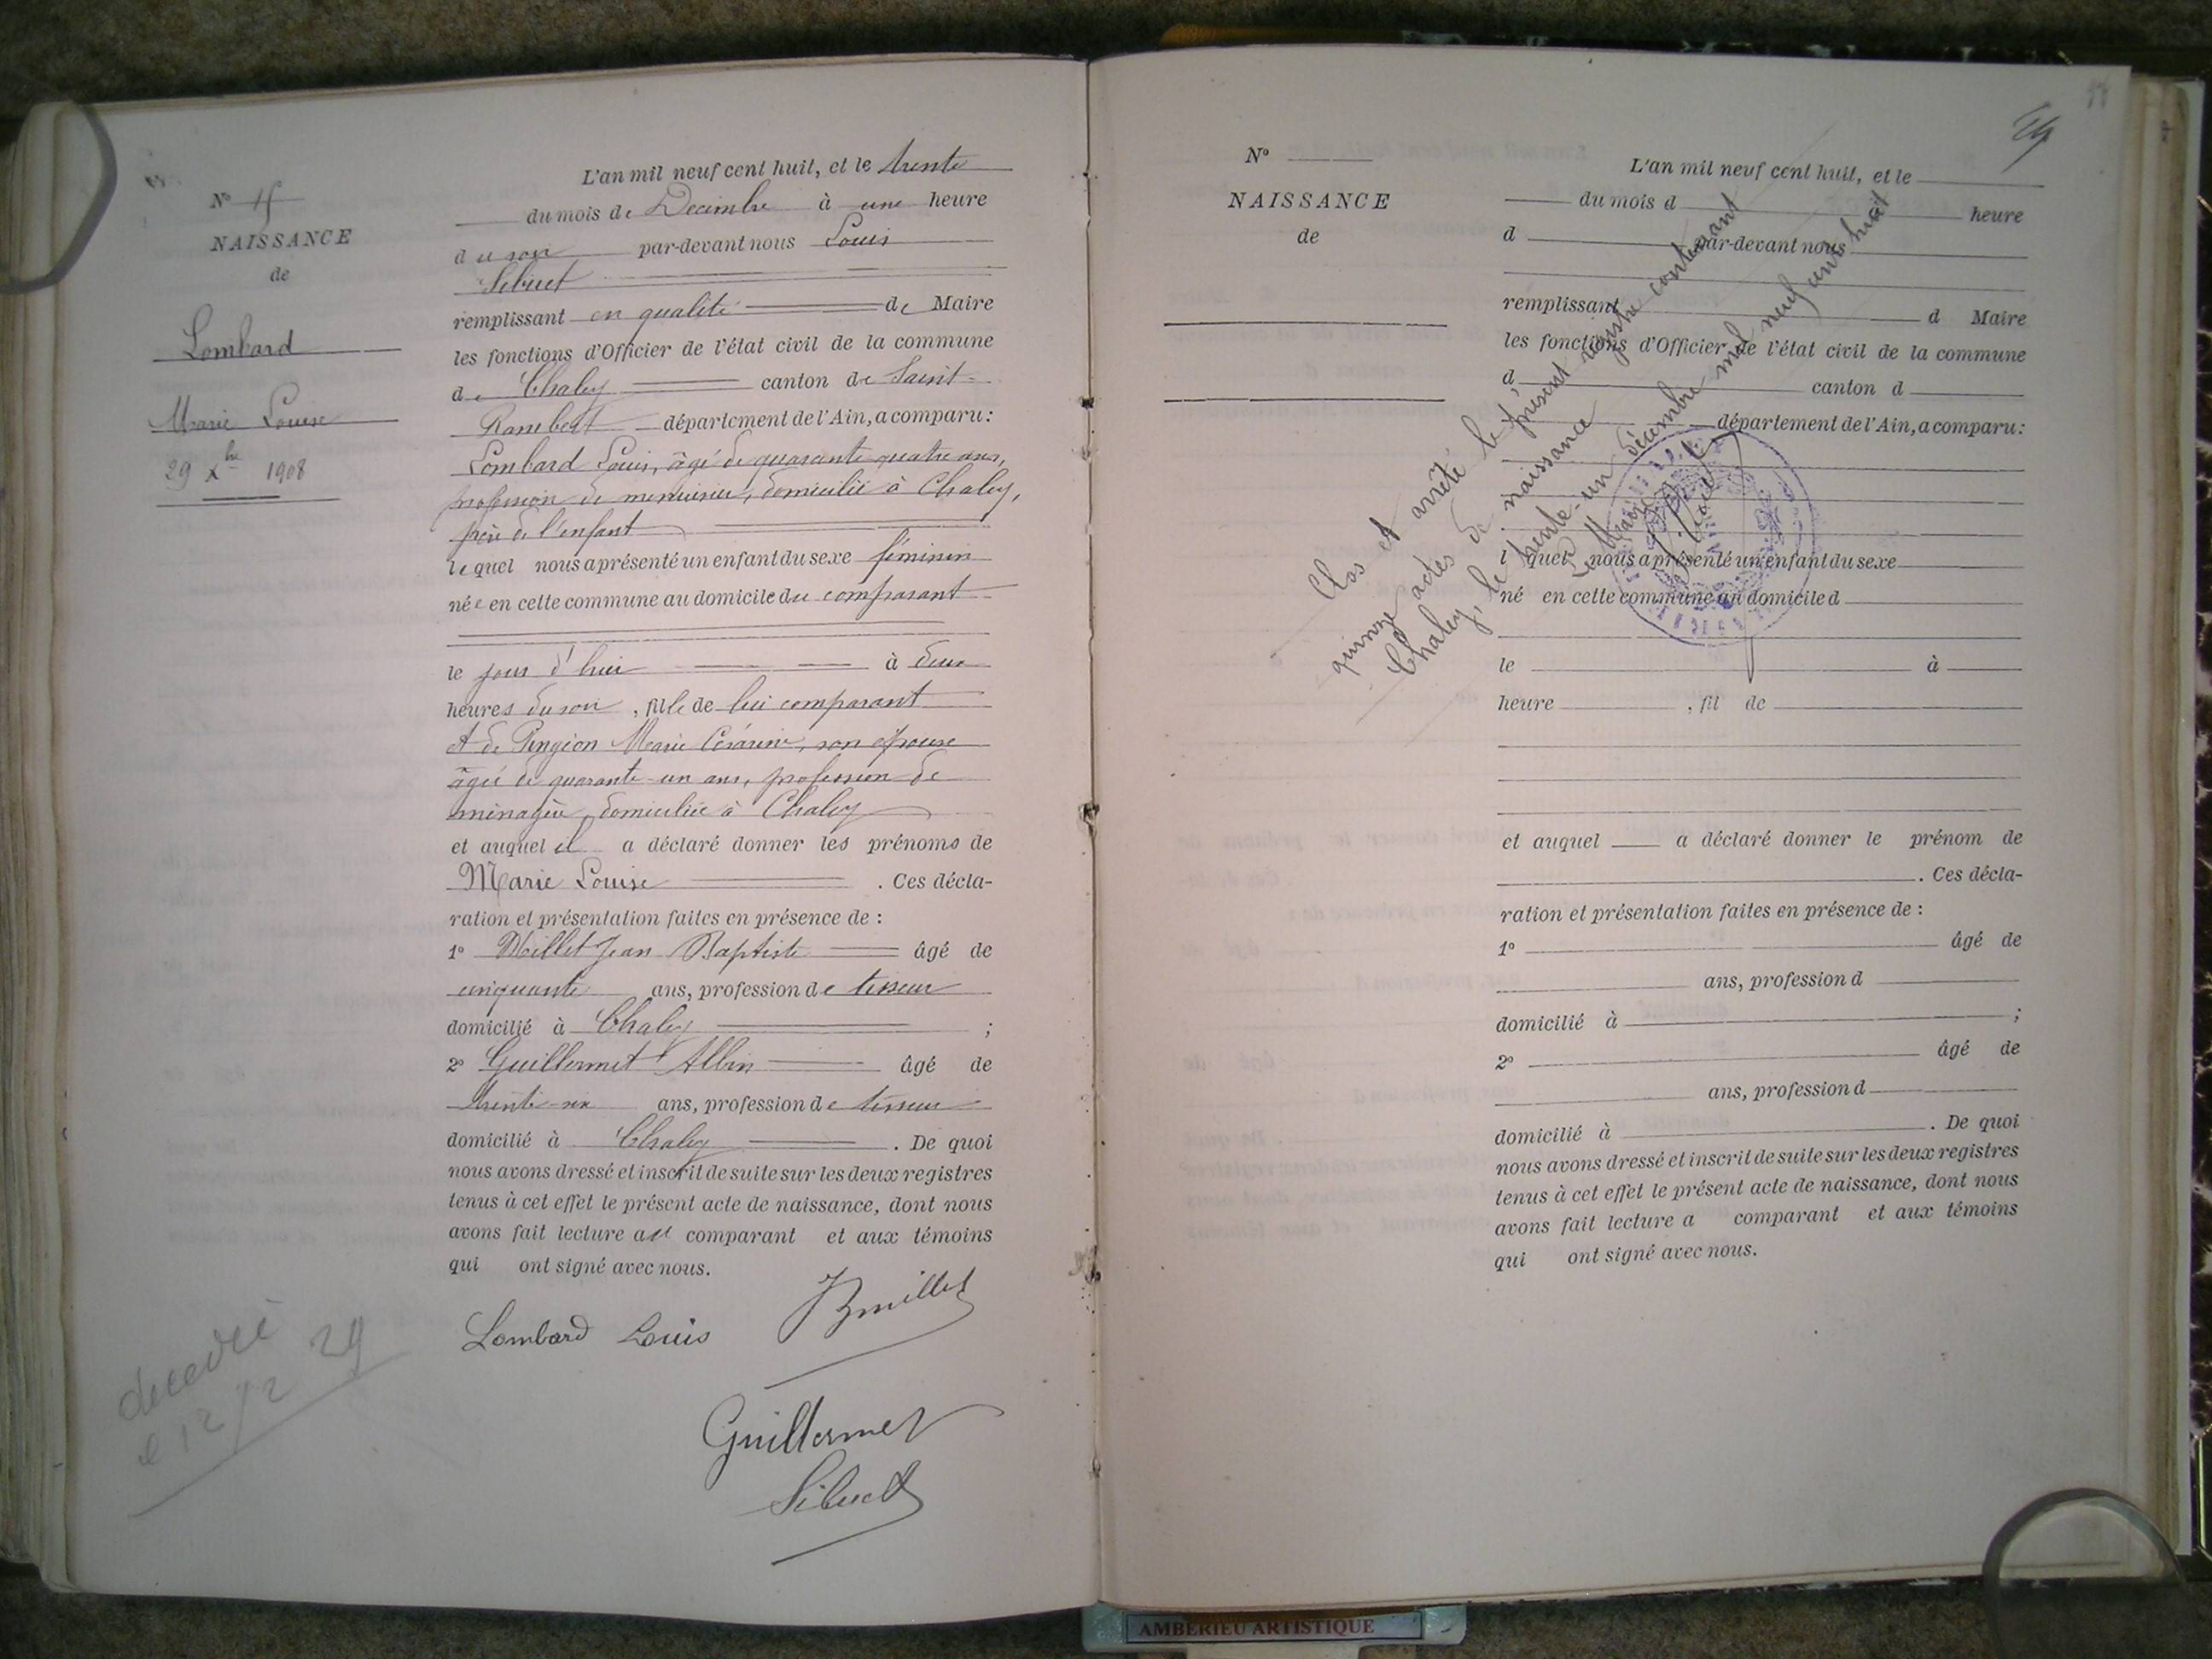 N° 15
NAISSANCE
de
Lombard
Marie Louise
29 Xbre 1908
L'an mil neuf cent huit, et le trente
du mois de Décembre à une heure
du soir par-devant nous Louis
Sibuet
remplissant en qualité de Maire
les fonctions d'Officier de l'état civil de la commune
de Chaley canton de Saint-
Rambert département de l'Ain, a comparu:
Lombard Louis, âgé de quarante quatre ans,
profession de menuisier, domicilié à Chaley,
père de l'enfant
lequel nous a présenté un enfant du sexe féminin
née en cette commune au domicile du comparant
le jour d'hier à deux
heures du soir, fille de lui comparant
et de Marie Césarine, son épouse
âgée de quarante-un ans, profession de
ménagère, domiciliée à Chaley
et auquel il a déclaré donner les prénoms de
Marie Louise. Ces décla-
ration et présentation faites en présence de :
1° Millet Jean Baptiste âgé de
cinquante ans, profession de tisseur
domicilié à Chaley ;
2° Guillermet Albin âgé de
ans, profession de tisseur
domicilié à Chaley. De quoi
nous avons dressé et inscrit de suite sur les deux registres
tenus à cet effet le présent acte de naissance, dont nous
avons fait lecture au comparant et aux témoins
qui ont signé avec nous.
Lombard Louis
JB millet
Guillermet
Sibuet
decedée
le 12/2 29
29
N°
NAISSANCE
de
L'an mil neuf cent huit, et le
du mois d heure
d par-devant nous
remplissant d Maire
les fonctions d'Officier de l'état civil de la commune
d canton d
département de l'Ain, a comparu:
l quel nous a présenté un enfant du sexe
né en cette commune au domicile d
le à
heure , fil de
et auquel a déclaré donner le prénom de
. Ces décla-
ration et présentation faites en présence de :
1° âgé de
ans, profession d
domicilié à ;
2° âgé de
ans, profession d
domicilié à . De quoi
nous avons dressé et inscrit de suite sur les deux registres
tenus à cet effet le présent acte de naissance, dont nous
avons fait lecture a comparant et aux témoins
qui ont signé avec nous.
Clos et arrêté le présent registre contenant
quinze actes de naissance
Chaley, le trente-un décembre mil neuf cent huit
Le Maire
Sibuet
AMBERIEU ARTISTIQUE